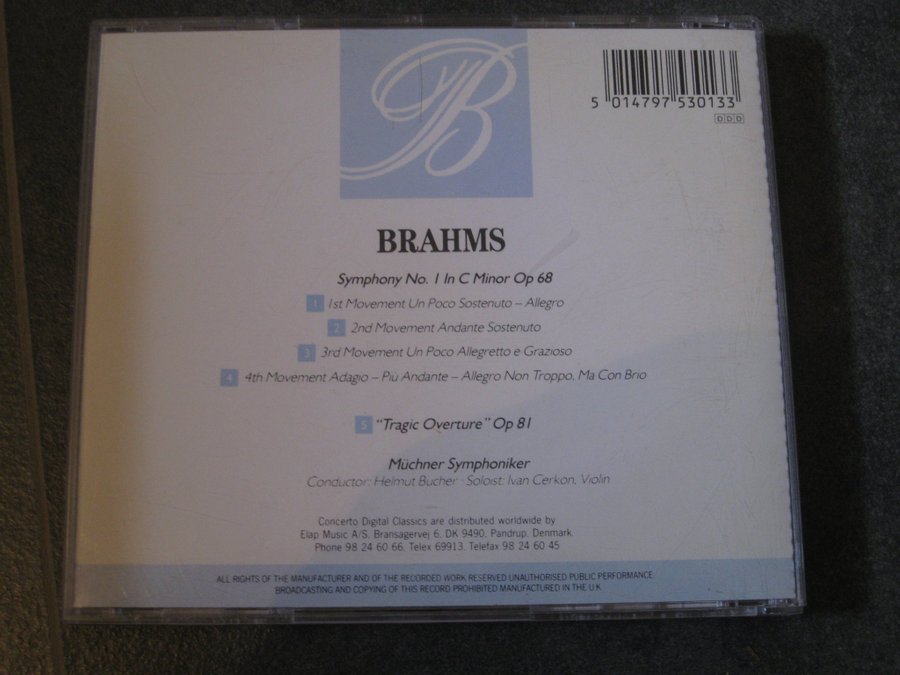 B
5 014797 530133
DDD
BRAHMS
Symphony No. 1 In C Minor Op 68
1 1st Movement Un Poco Sostenuto – Allegro
2 2nd Movement Andante Sostenuto
3 3rd Movement Un Poco Allegretto e Grazioso
4 4th Movement Adagio – Più Andante – Allegro Non Troppo, Ma Con Brio
5 "Tragic Overture" Op 81
Müchner Symphoniker
Conductor: Helmut Bucher · Soloist: Ivan Cerkon, Violin
Concerto Digital Classics are distributed worldwide by
Elap Music A/S. Bransagervej 6, DK 9490, Pandrup, Denmark.
Phone 98 24 60 66. Telex 69913. Telefax 98 24 60 45
ALL RIGHTS OF THE MANUFACTURER AND OF THE RECORDED WORK RESERVED UNAUTHORISED PUBLIC PERFORMANCE
BROADCASTING AND COPYING OF THIS RECORD PROHIBITED MANUFACTURED IN THE U.K.